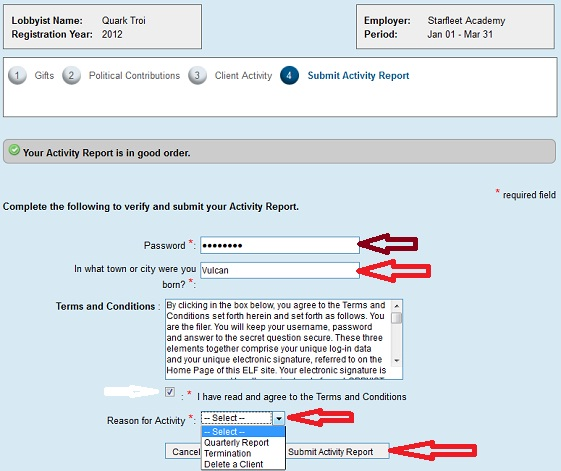 Lobbyist Name: Quark Troi
Registration Year: 2012
Employer: Starfleet Academy
Period: Jan 01 - Mar 31
1 Gifts 2 Political Contributions 3 Client Activity 4 Submit Activity Report
Your Activity Report is in good order.
* required field
Complete the following to verify and submit your Activity Report.
Password *: ••••••••
In what town or city were you born? *: Vulcan
Terms and Conditions :
By clicking in the box below, you agree to the Terms and
Conditions set forth herein and set forth as follows. You
are the filer. You will keep your username, password
and answer to the secret question secure. These three
elements together comprise your unique log-in data
and your unique electronic signature, referred to on the
Home Page of this ELF site. Your electronic signature is
: * I have read and agree to the Terms and Conditions
Reason for Activity *: -- Select --
-- Select --
Quarterly Report
Termination
Delete a Client
Cancel Submit Activity Report